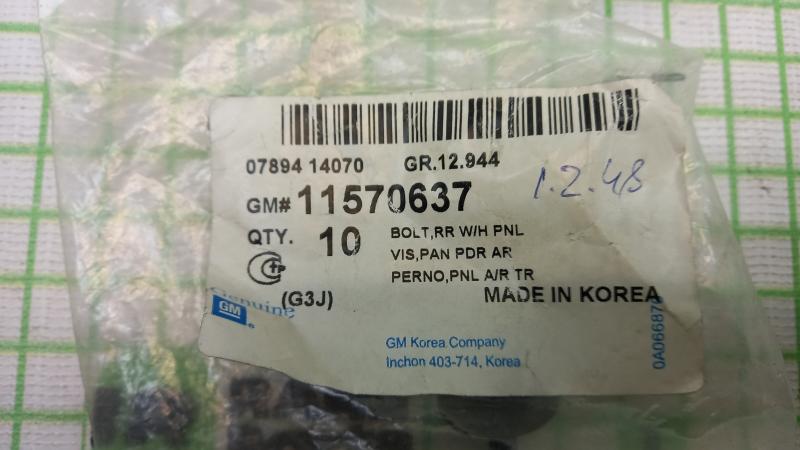 07894 14070 GR.12.944
1.2.48
GM# 11570637
QTY. 10 BOLT,RR W/H PNL
VIS,PAN PDR AR
PERNO,PNL A/R TR
(G3J) MADE IN KOREA
Genuine
GM
GM Korea Company
Inchon 403-714, Korea